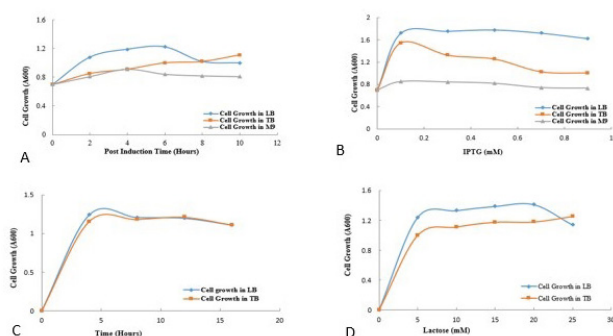 1.6
1.2
0.8
0.4
0
Cell Growth (A600)
0 2 4 6 8 10 12
Post Induction Time (Hours)
Cell Growth in LB
Cell Growth in TB
Cell Growth in M9
A
2
1.6
1.2
0.8
0.4
0
Cell Growth (A600)
0 0.2 0.4 0.6 0.8 1
IPTG (mM)
Cell Growth in LB
Cell Growth in TB
Cell Growth in M9
B
1.5
1
0.5
0
Cell Growth (A600)
0 5 10 15 20
Time (Hours)
Cell growth in LB
Cell Growth in TB
C
1.6
1.2
0.8
0.4
0
Cell Growth (A600)
0 5 10 15 20 25 30
Lactose (mM)
Cell Growth in LB
Cell Growth in TB
D